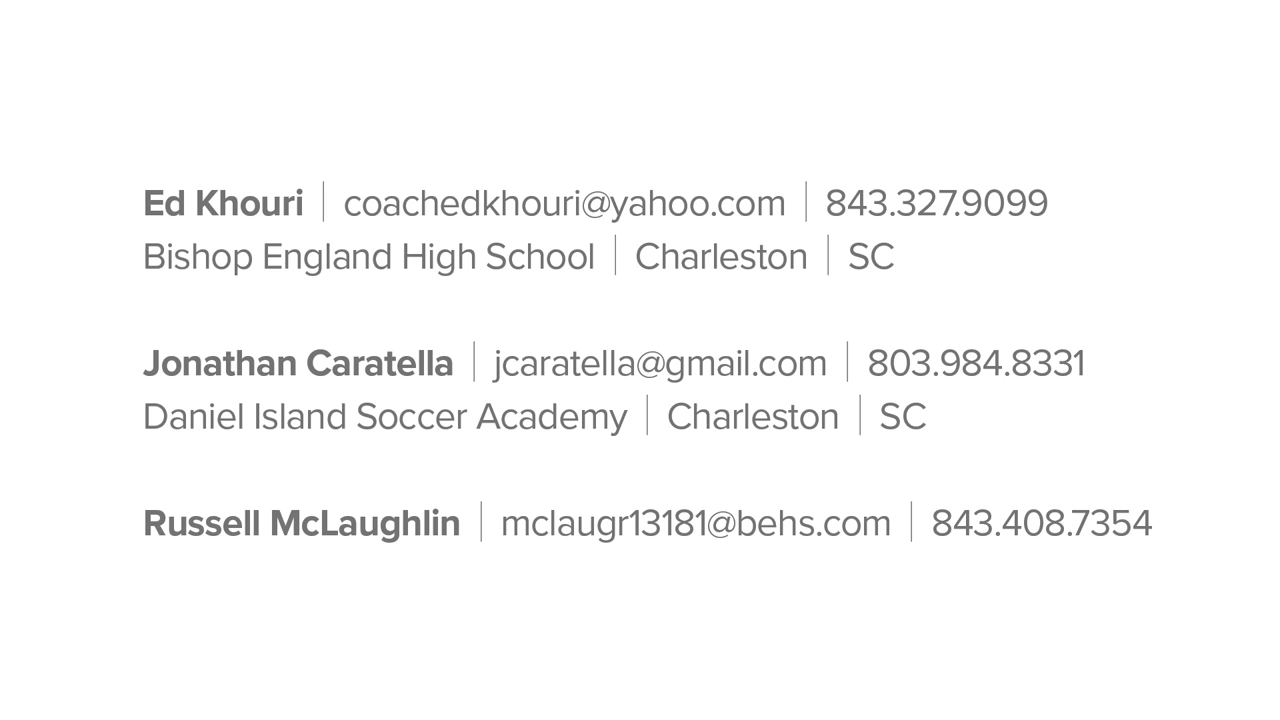 Ed Khouri | coachedkhouri@yahoo.com | 843.327.9099
Bishop England High School | Charleston | SC
Jonathan Caratella | jcaratella@gmail.com | 803.984.8331
Daniel Island Soccer Academy | Charleston | SC
Russell McLaughlin | mclaugr13181@behs.com | 843.408.7354